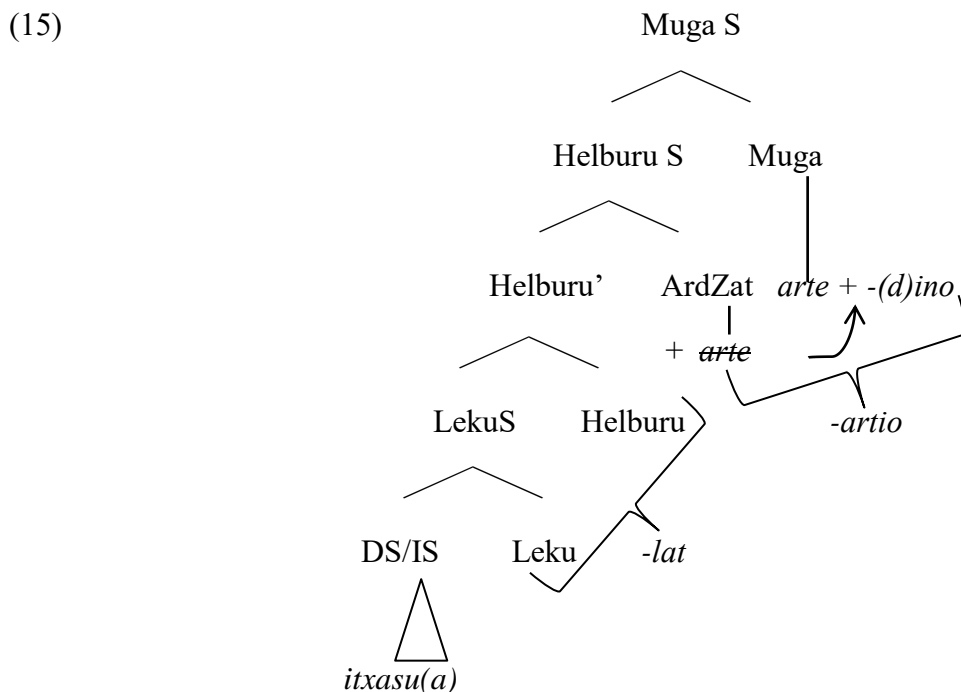 (15) Muga S
Helburu S Muga
Helburu’ ArdZat arte + -(d)ino
+ arte
LekuS Helburu -artio
DS/IS Leku -lat
itxasu(a)